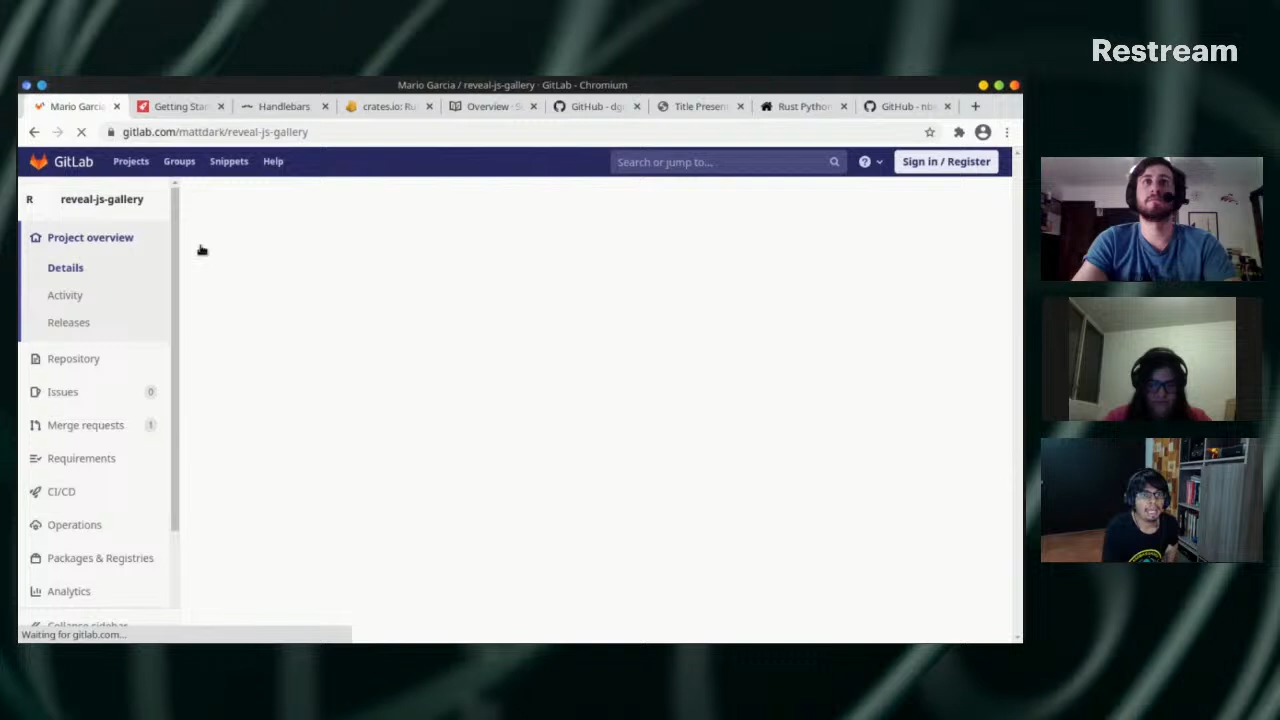 Restream
Mario Garcia / reveal-js-gallery · GitLab - Chromium
Mario Garcia
Getting Star
Handlebars
crates.io: Ru
Overview · S
GitHub - dg
Title Presen
Rust Python
GitHub - nb
gitlab.com/mattdark/reveal-js-gallery
GitLab
Projects
Groups
Snippets
Help
Search or jump to...
Sign in / Register
R
reveal-js-gallery
Project overview
Details
Activity
Releases
Repository
Issues
0
Merge requests
1
Requirements
CI/CD
Operations
Packages & Registries
Analytics
Collapse sidebar
Waiting for gitlab.com...